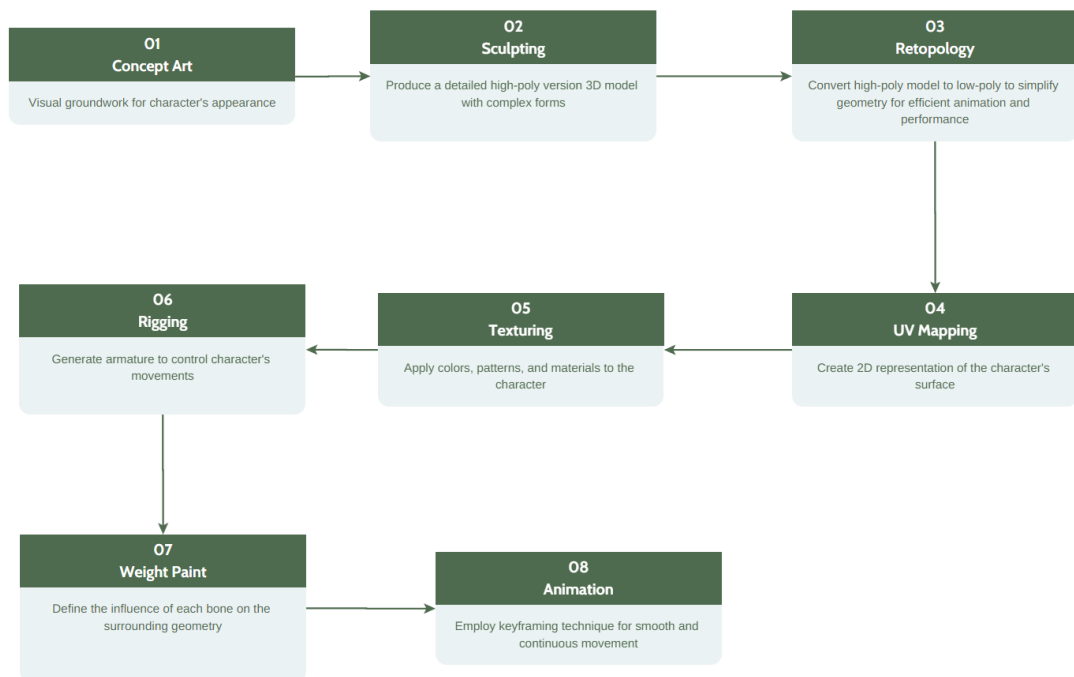 01
Concept Art
Visual groundwork for character's appearance
02
Sculpting
Produce a detailed high-poly version 3D model
with complex forms
03
Retopology
Convert high-poly model to low-poly to simplify
geometry for efficient animation and
performance
04
UV Mapping
Create 2D representation of the character's
surface
05
Texturing
Apply colors, patterns, and materials to the
character
06
Rigging
Generate armature to control character's
movements
07
Weight Paint
Define the influence of each bone on the
surrounding geometry
08
Animation
Employ keyframing technique for smooth and
continuous movement